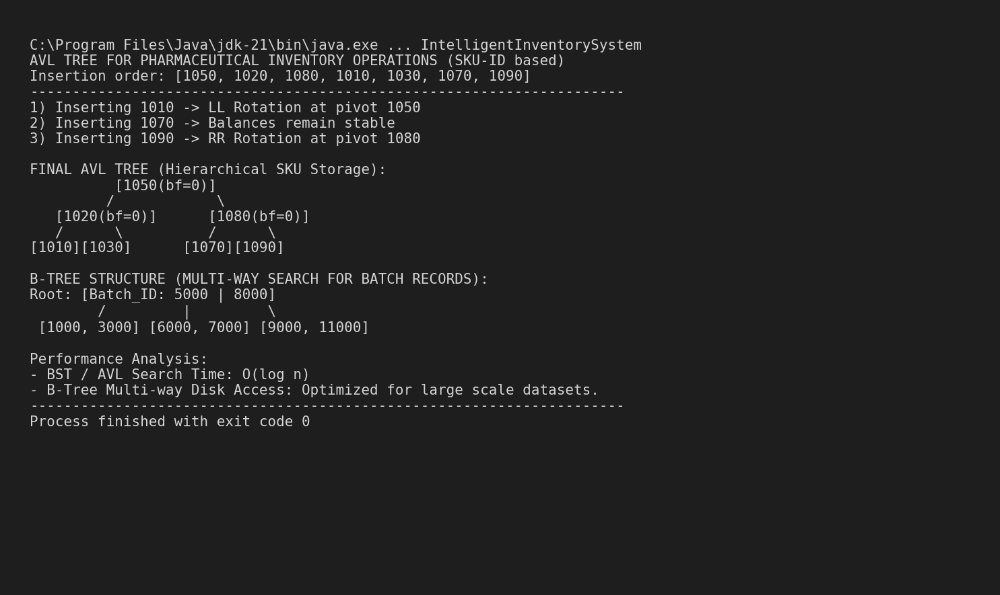 C:\Program Files\Java\jdk-21\bin\java.exe ... IntelligentInventorySystem
AVL TREE FOR PHARMACEUTICAL INVENTORY OPERATIONS (SKU-ID based)
Insertion order: [1050, 1020, 1080, 1010, 1030, 1070, 1090]
----------------------------------------------------------------------
1) Inserting 1010 -> LL Rotation at pivot 1050
2) Inserting 1070 -> Balances remain stable
3) Inserting 1090 -> RR Rotation at pivot 1080

FINAL AVL TREE (Hierarchical SKU Storage):
          [1050(bf=0)]
         /            \
   [1020(bf=0)]      [1080(bf=0)]
   /      \          /      \
[1010][1030]      [1070][1090]

B-TREE STRUCTURE (MULTI-WAY SEARCH FOR BATCH RECORDS):
Root: [Batch_ID: 5000 | 8000]
        /         |         \
 [1000, 3000] [6000, 7000] [9000, 11000]

Performance Analysis:
- BST / AVL Search Time: O(log n)
- B-Tree Multi-way Disk Access: Optimized for large scale datasets.
----------------------------------------------------------------------
Process finished with exit code 0